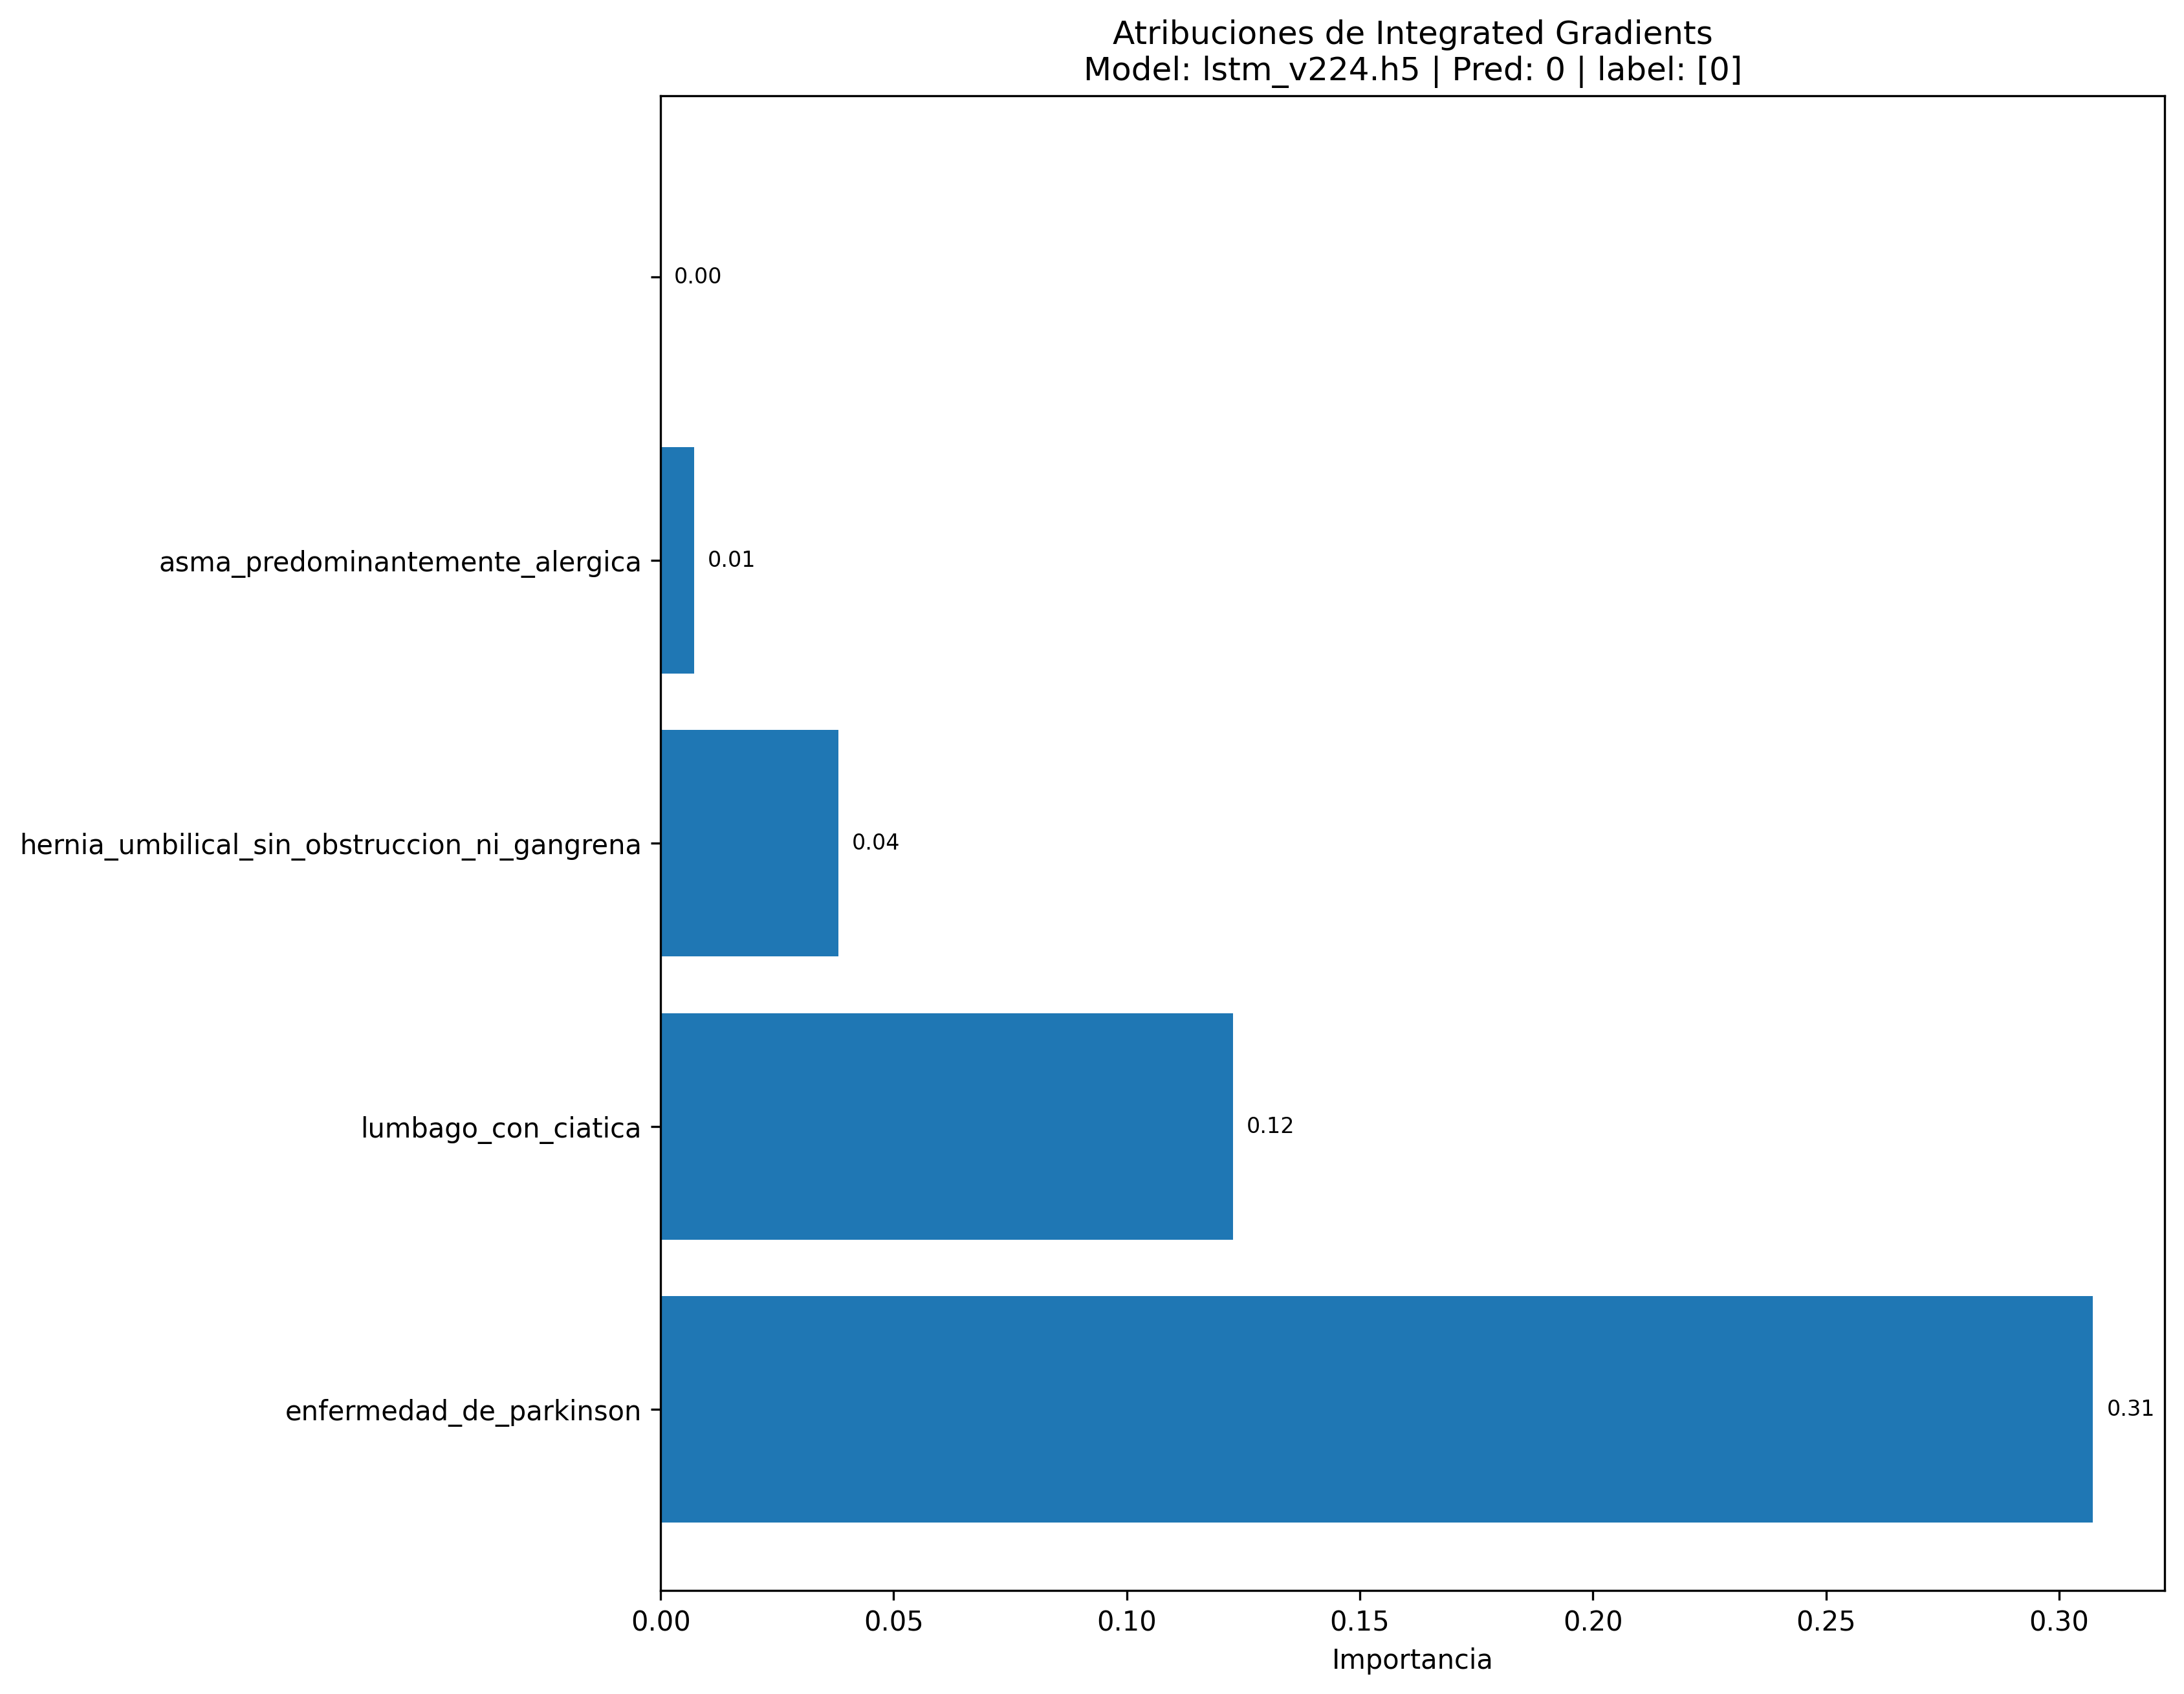 Atribuciones de Integrated Gradients
Model: lstm_v224.h5 | Pred: 0 | label: [0]
0.00
asma_predominantemente_alergica
0.01
hernia_umbilical_sin_obstruccion_ni_gangrena
0.04
lumbago_con_ciatica
0.12
enfermedad_de_parkinson
0.31
0.00 0.05 0.10 0.15 0.20 0.25 0.30
Importancia